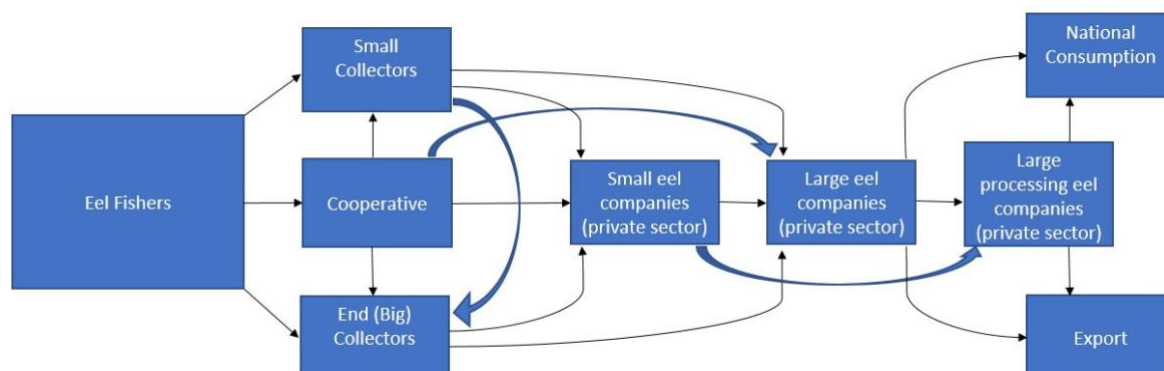 Small
Collectors
National
Consumption
Eel Fishers
Cooperative
Small eel
companies
(private sector)
Large eel
companies
(private sector)
Large
processing eel
companies
(private sector)
End (Big)
Collectors
Export